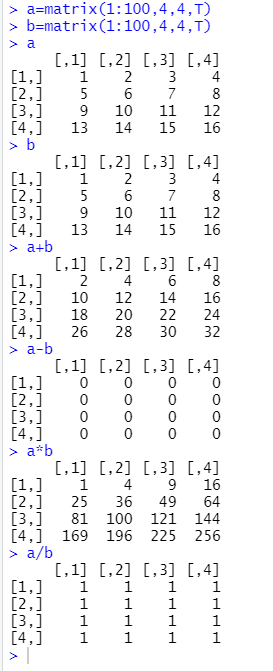 > a=matrix(1:100,4,4,T)
> b=matrix(1:100,4,4,T)
> a
     [,1] [,2] [,3] [,4]
[1,]    1    2    3    4
[2,]    5    6    7    8
[3,]    9   10   11   12
[4,]   13   14   15   16
> b
     [,1] [,2] [,3] [,4]
[1,]    1    2    3    4
[2,]    5    6    7    8
[3,]    9   10   11   12
[4,]   13   14   15   16
> a+b
     [,1] [,2] [,3] [,4]
[1,]    2    4    6    8
[2,]   10   12   14   16
[3,]   18   20   22   24
[4,]   26   28   30   32
> a-b
     [,1] [,2] [,3] [,4]
[1,]    0    0    0    0
[2,]    0    0    0    0
[3,]    0    0    0    0
[4,]    0    0    0    0
> a*b
     [,1] [,2] [,3] [,4]
[1,]    1    4    9   16
[2,]   25   36   49   64
[3,]   81  100  121  144
[4,]  169  196  225  256
> a/b
     [,1] [,2] [,3] [,4]
[1,]    1    1    1    1
[2,]    1    1    1    1
[3,]    1    1    1    1
[4,]    1    1    1    1
>